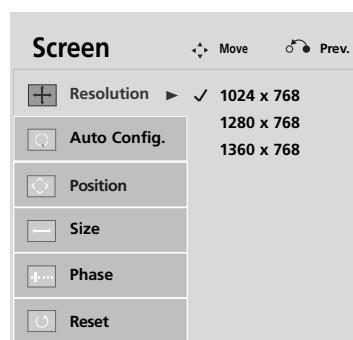 Screen Move Prev.
Resolution ► ✓ 1024 x 768
1280 x 768
1360 x 768
Auto Config.
Position
Size
Phase
Reset